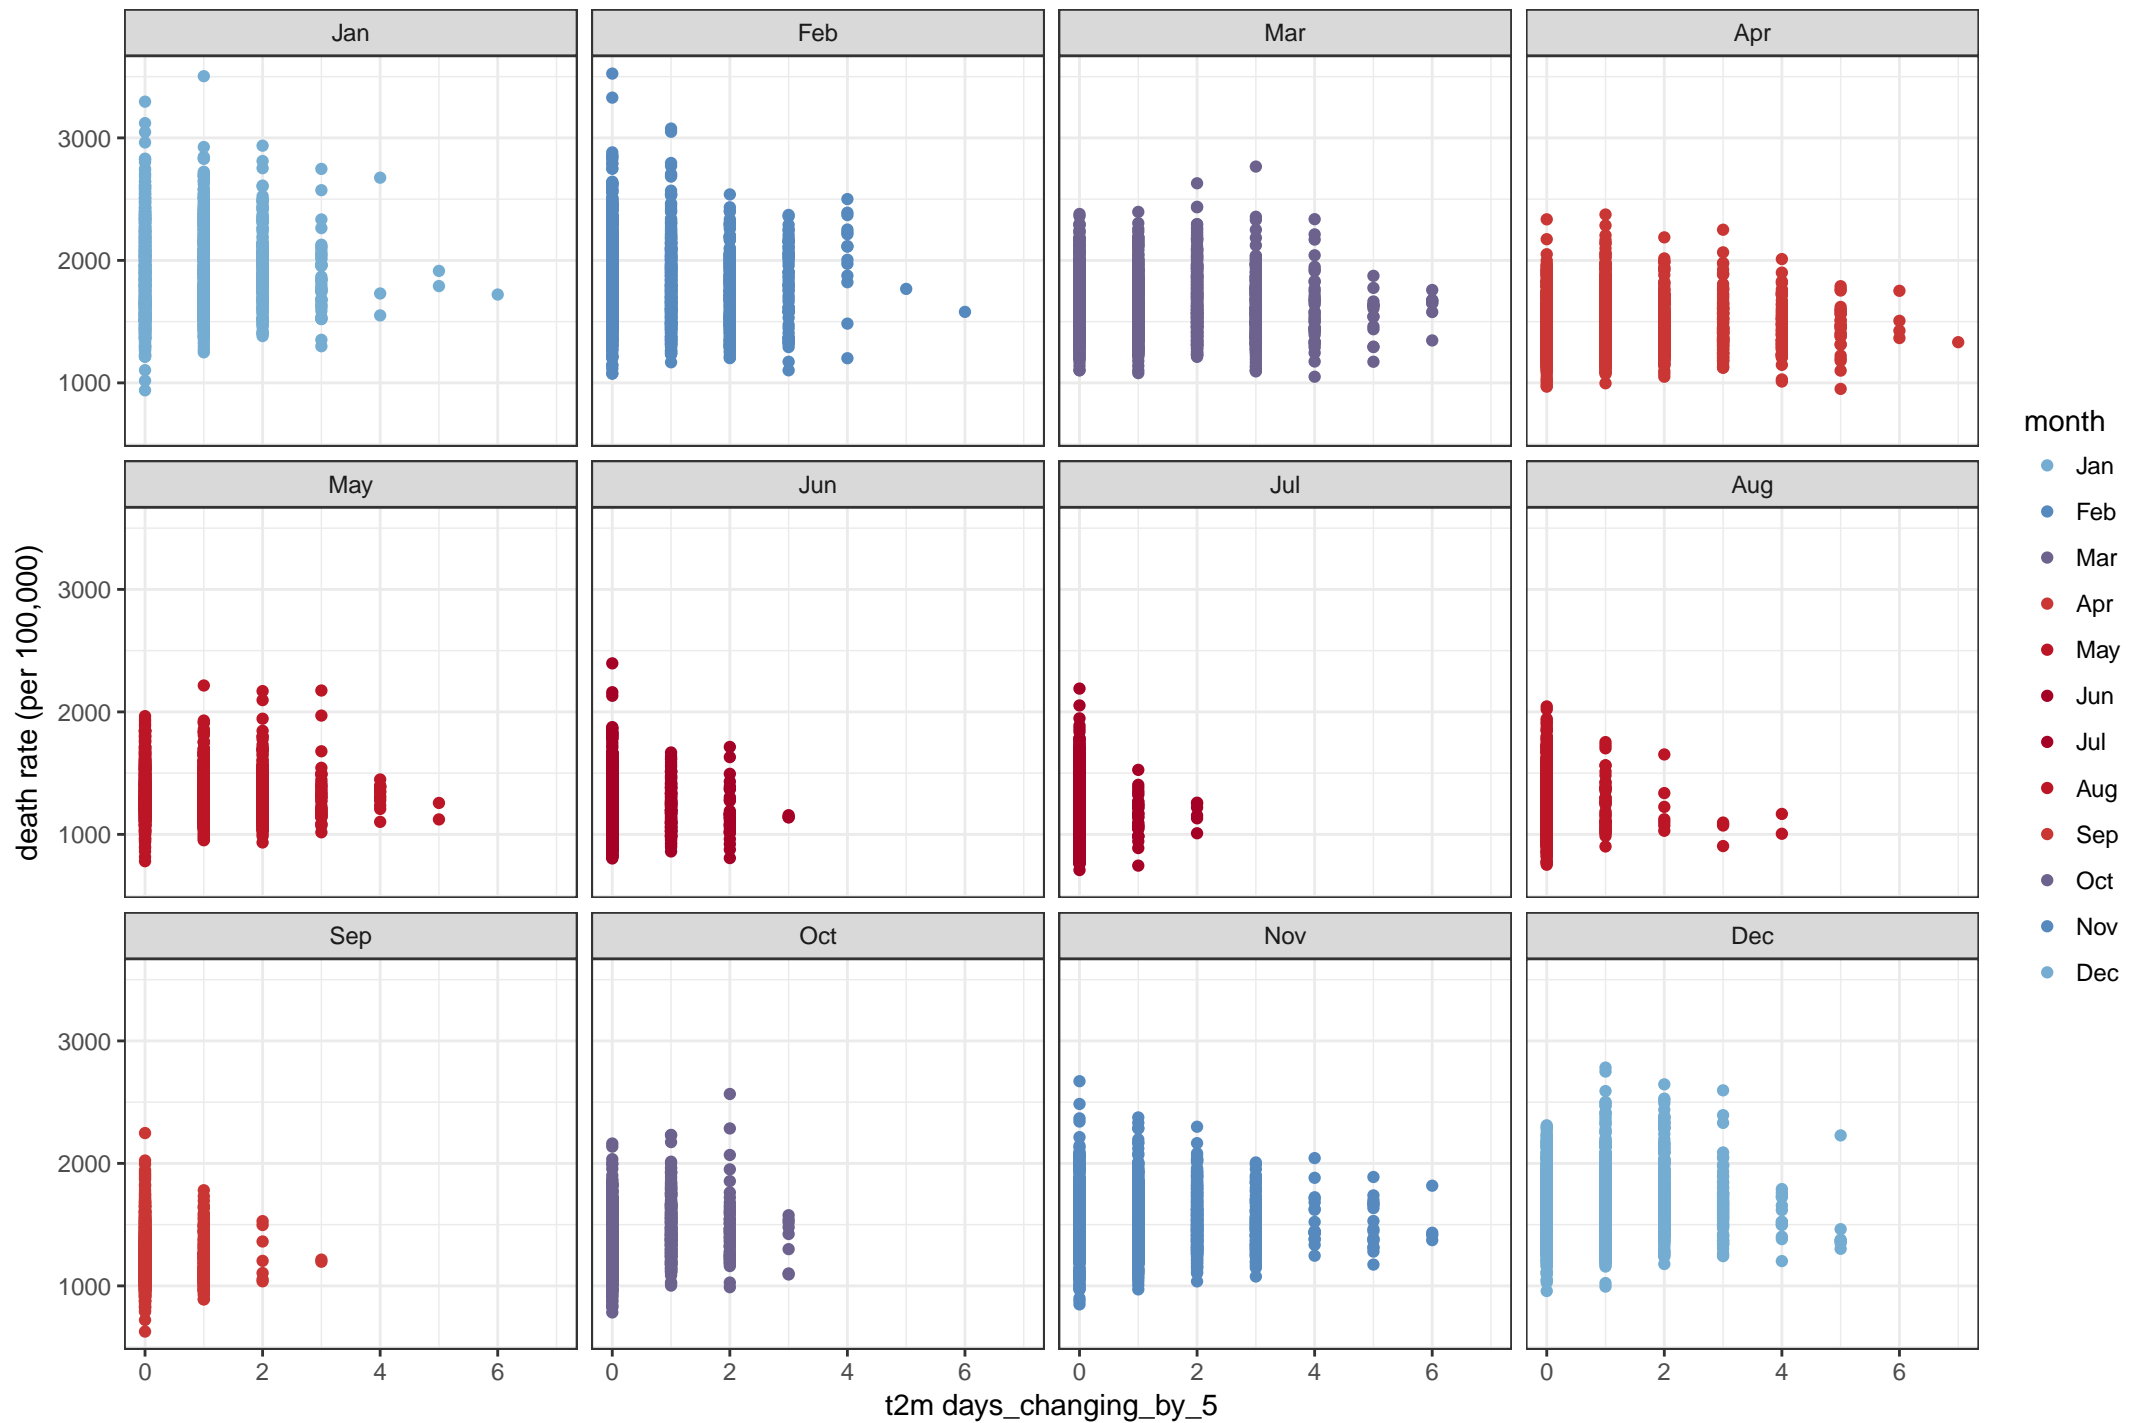 Jan Feb Mar Apr
3000
2000
1000
May Jun Jul Aug
3000
2000
1000
Sep Oct Nov Dec
3000
2000
1000
0 2 4 6 0 2 4 6 0 2 4 6 0 2 4 6
t2m days_changing_by_5
death rate (per 100,000)
month
Jan
Feb
Mar
Apr
May
Jun
Jul
Aug
Sep
Oct
Nov
Dec